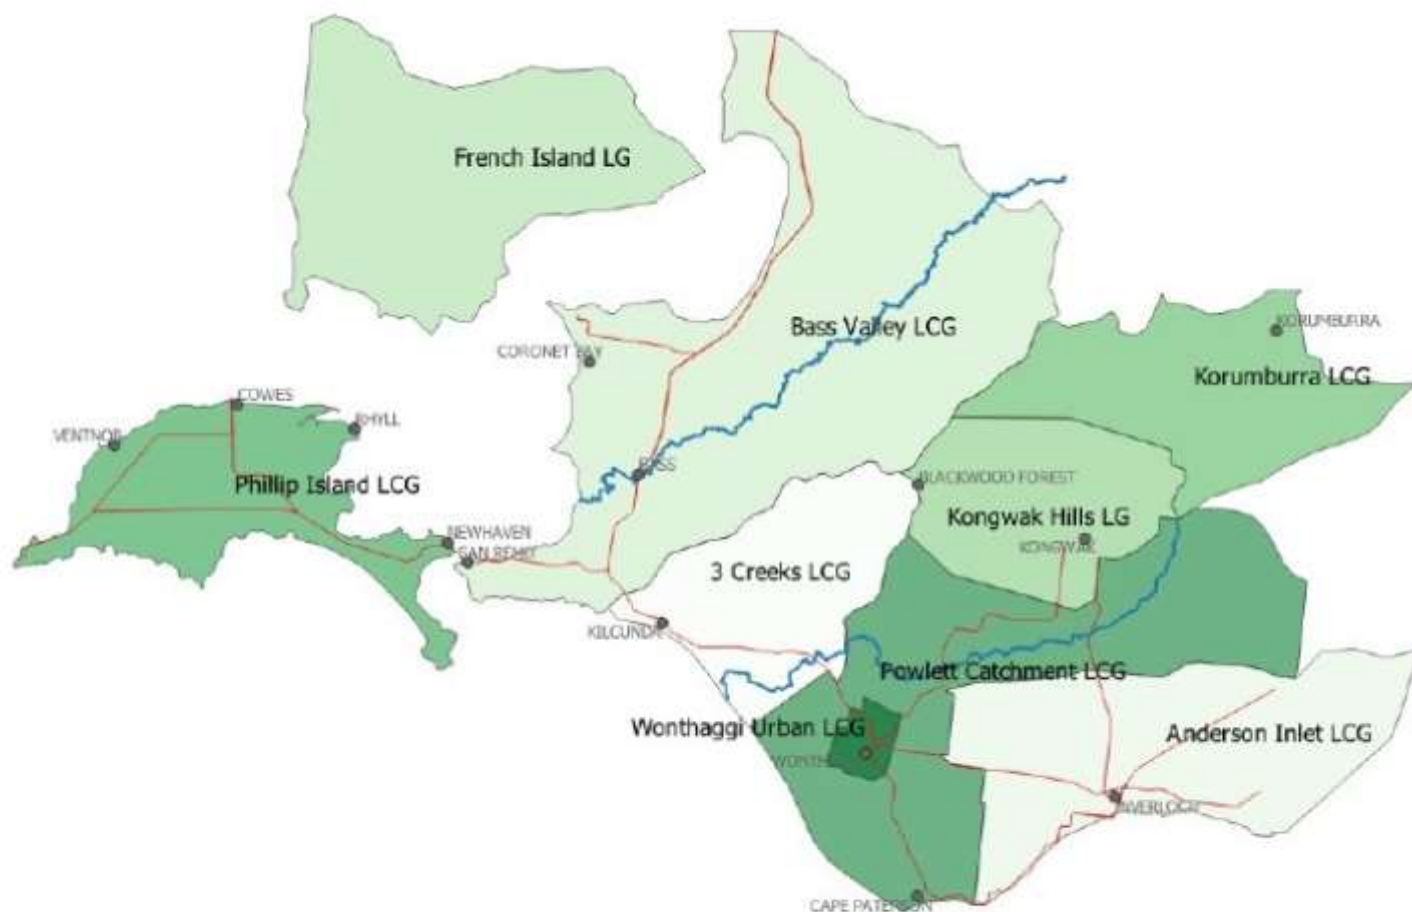 French Island LG
Bass Valley LCG
KORUMBURRA
CORONET BAY
Korumburra LCG
COWES
RHYLL
VENTNOR
BASS
BLACKWOOD FOREST
Phillip Island LCG
Kongwak Hills LG
NEWHAVEN
KONGWAK
SAN REMO
3 Creeks LCG
KILCUNDA
Powlett Catchment LCG
Wonthaggi Urban LCG
Anderson Inlet LCG
INVERLOCH
CAPE PATERSON